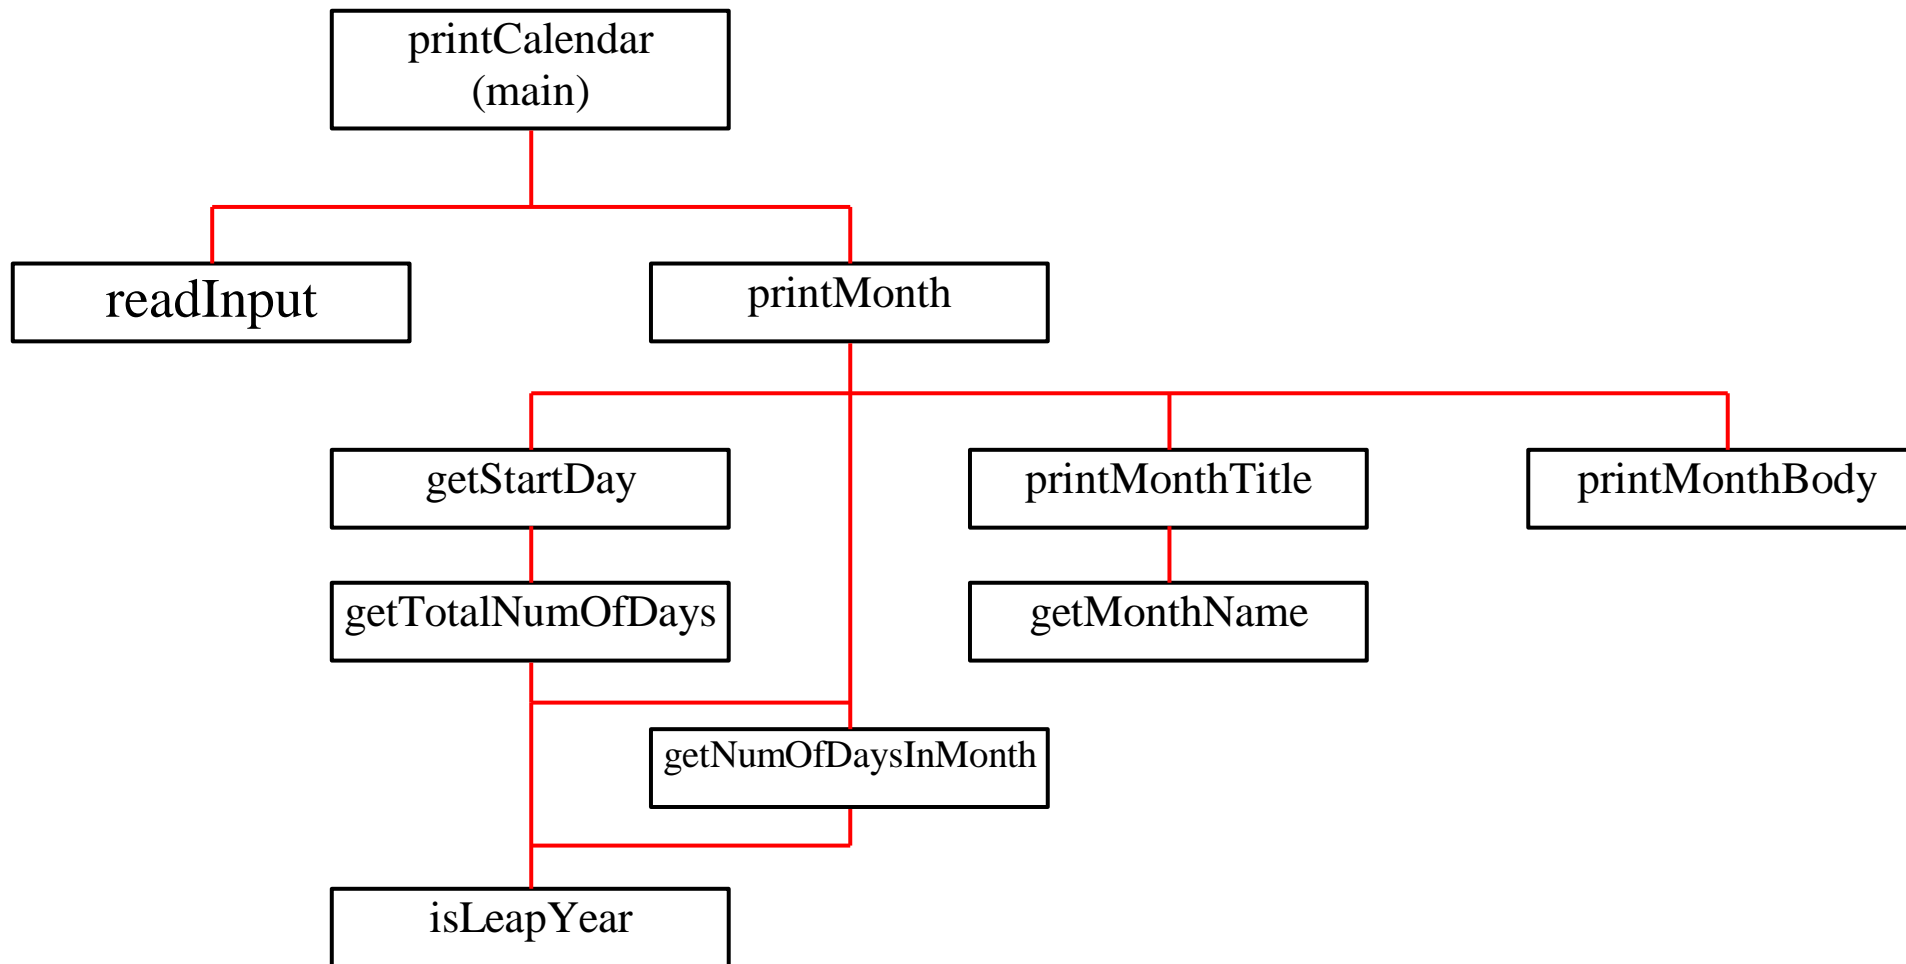 printCalendar
(main)
readInput
printMonth
getStartDay
printMonthTitle
printMonthBody
getTotalNumOfDays
getMonthName
getNumOfDaysInMonth
isLeapYear